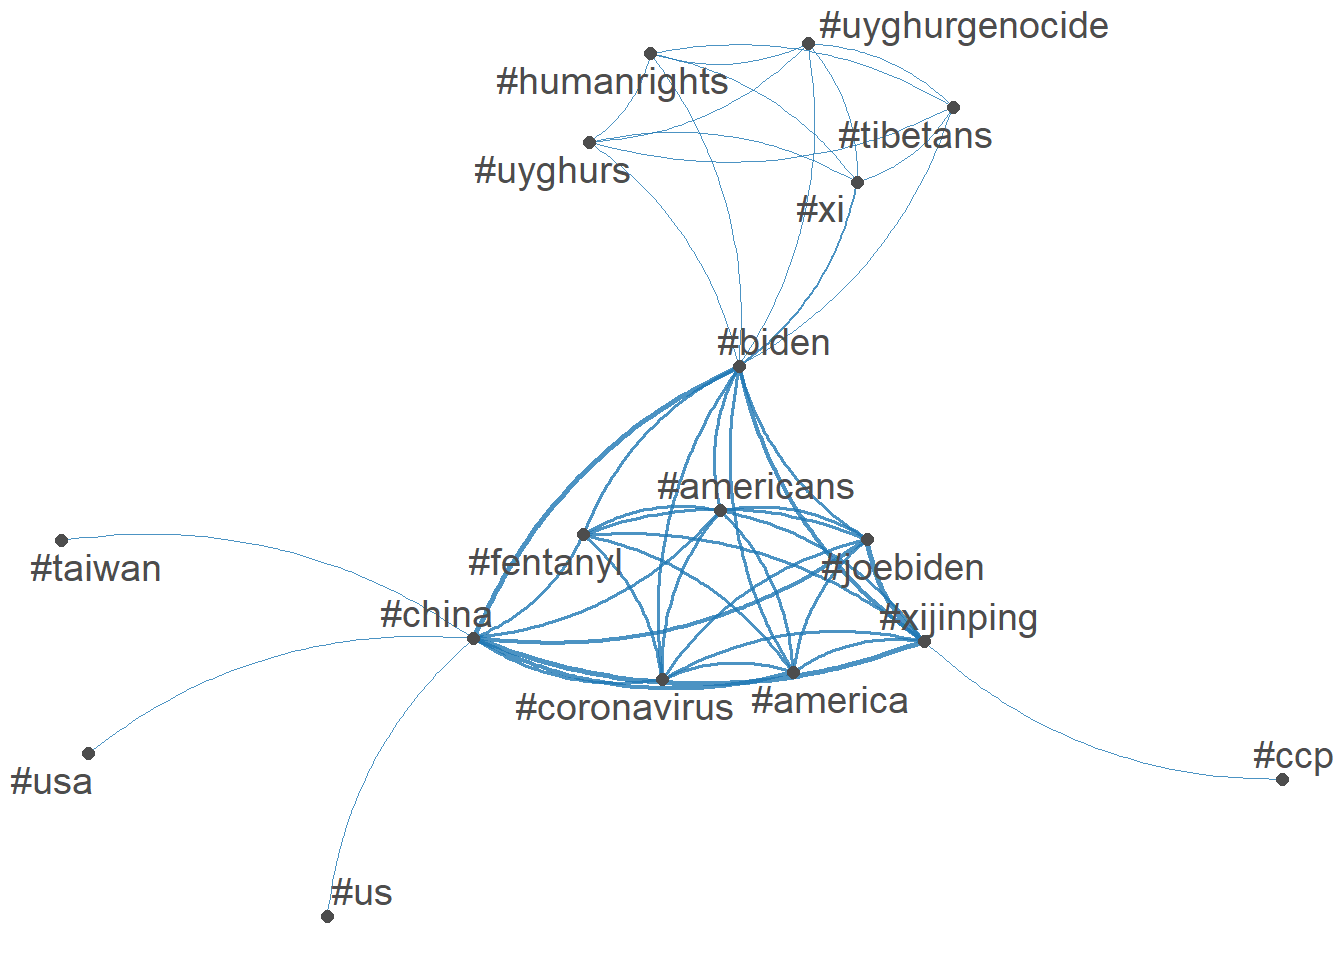 #uyghurgenocide
#humanrights
#tibetans
#uyghurs
#xi
#biden
#americans
#fentanyl
#joebiden
#taiwan
#china
#xijinping
#coronavirus
#america
#usa
#ccp
#us